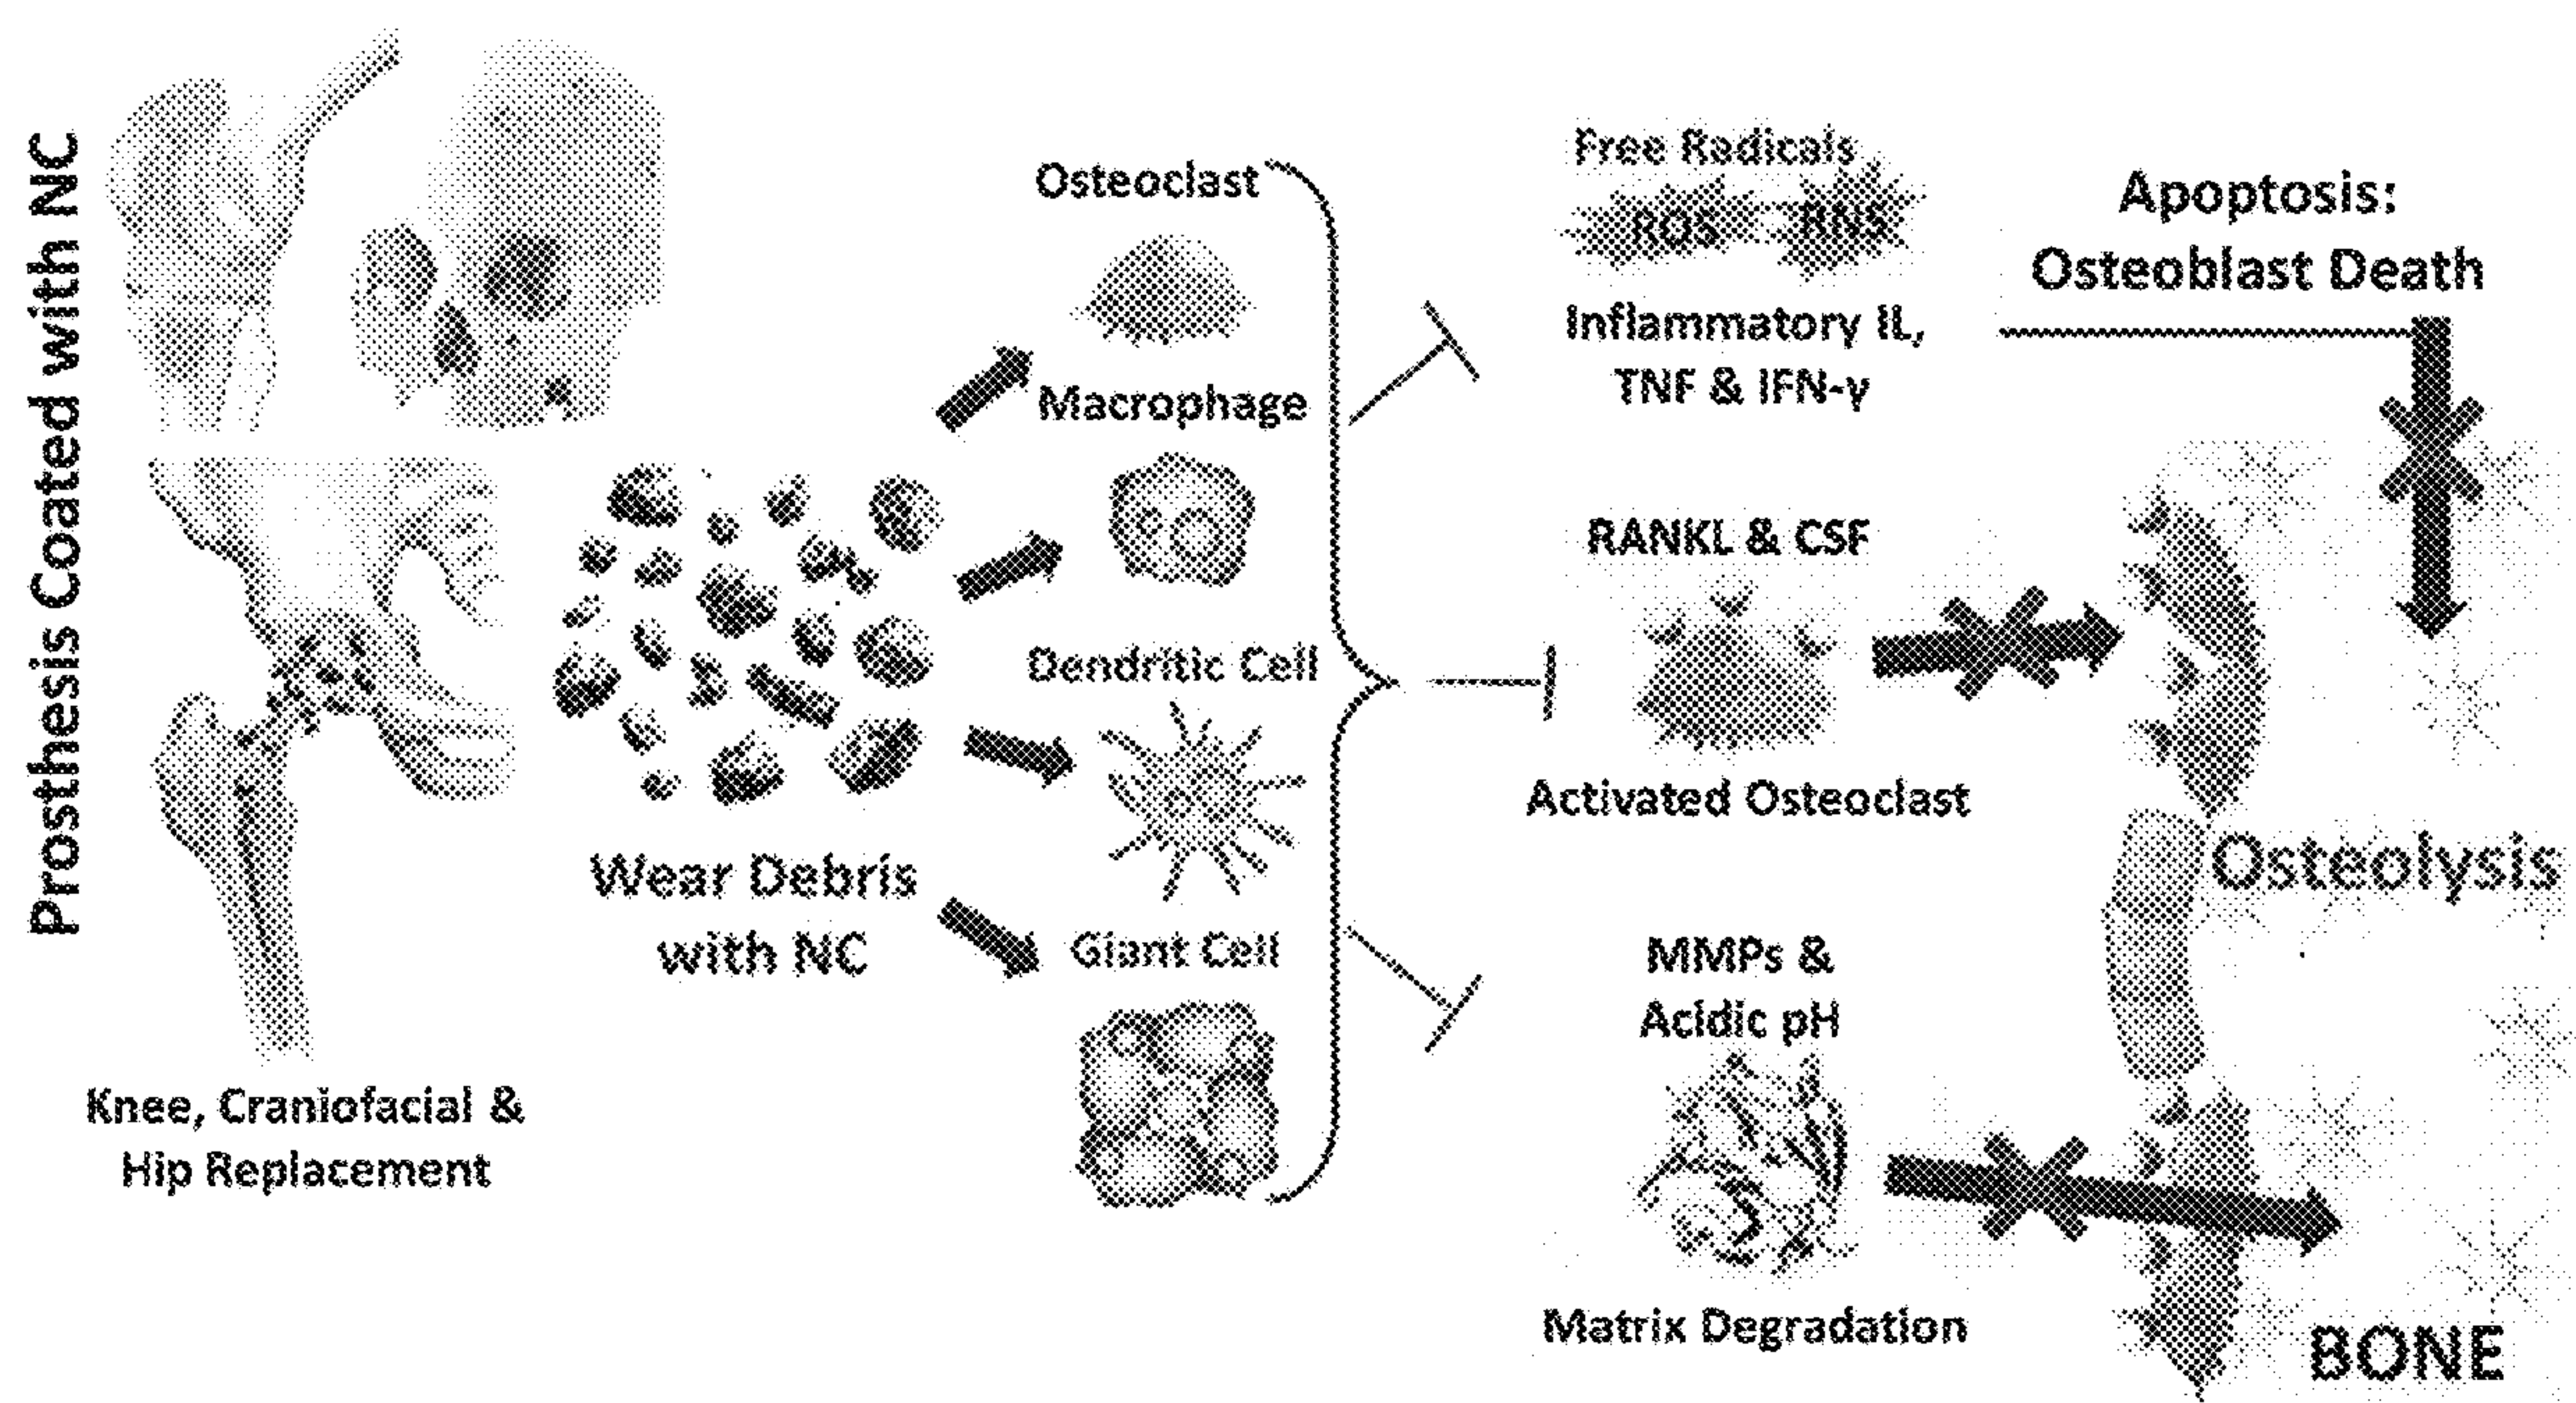 Prosthesis Coated with NC
Knee, Craniofacial &
Hip Replacement
Wear Debris
with NC
Osteoclast
Macrophage
Dendritic Cell
Giant Cell
Free Radicals
ROS RNS
Inflammatory IL,
TNF & IFN-γ
RANKL & CSF
Activated Osteoclast
MMPs &
Acidic pH
Matrix Degradation
Apoptosis:
Osteoblast Death
Osteolysis
BONE